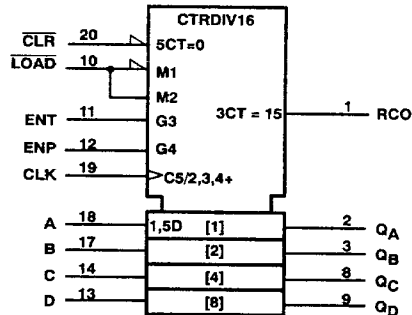 CTRDIV16
CLR 20 5CT=0
LOAD 10 M1
M2
ENT 11 G3 3CT = 15 1 RCO
ENP 12 G4
CLK 19 C5/2,3,4+
A 18 1,5D [1] 2 QA
B 17 [2] 3 QB
C 14 [4] 8 QC
D 13 [8] 9 QD